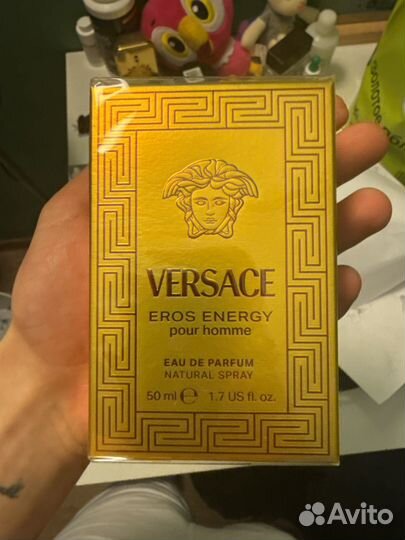 VERSACE
EROS ENERGY
pour homme
EAU DE PARFUM
NATURAL SPRAY
50 ml ℮ 1.7 US fl. oz.
Avito